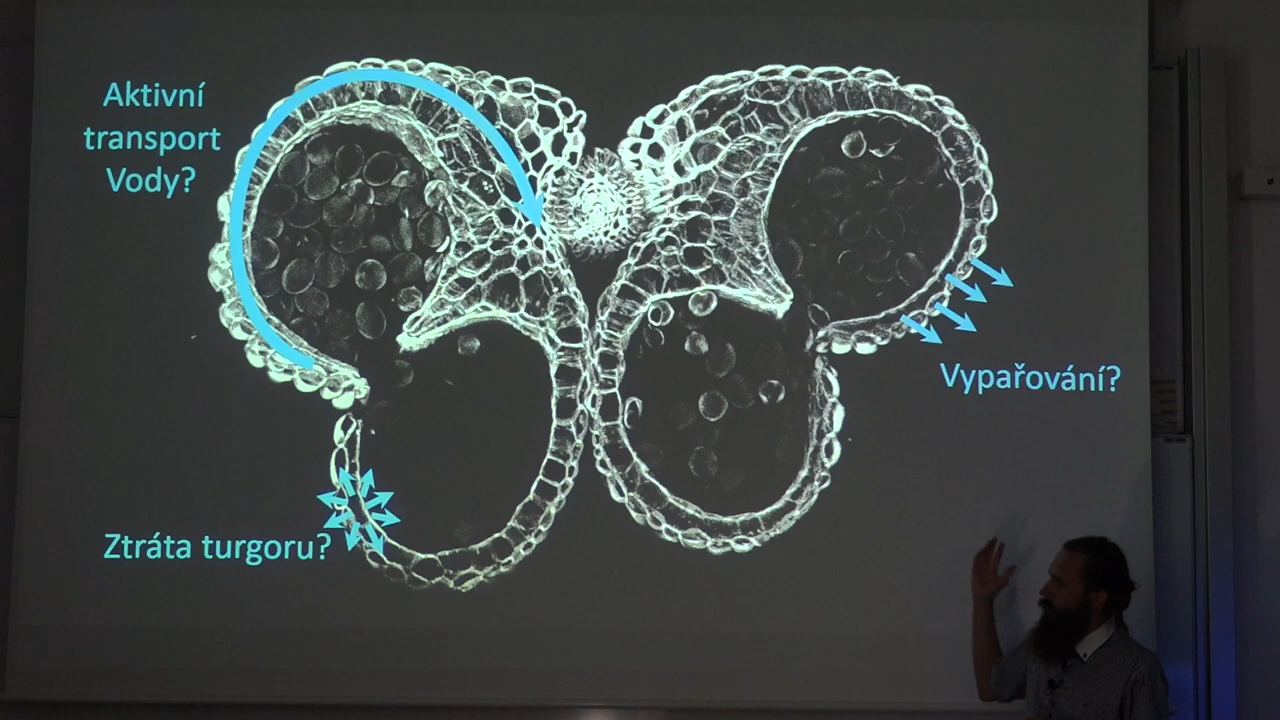 Aktivní
transport
Vody?
Vypařování?
Ztráta turgoru?